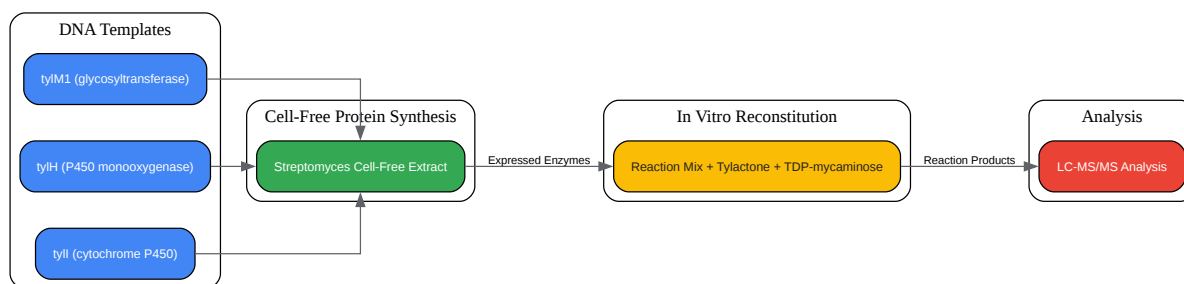 DNA Templates
tylM1 (glycosyltransferase)
tylH (P450 monooxygenase)
tylI (cytochrome P450)
Cell-Free Protein Synthesis
Streptomyces Cell-Free Extract
Expressed Enzymes
In Vitro Reconstitution
Reaction Mix + Tylactone + TDP-mycaminose
Reaction Products
Analysis
LC-MS/MS Analysis